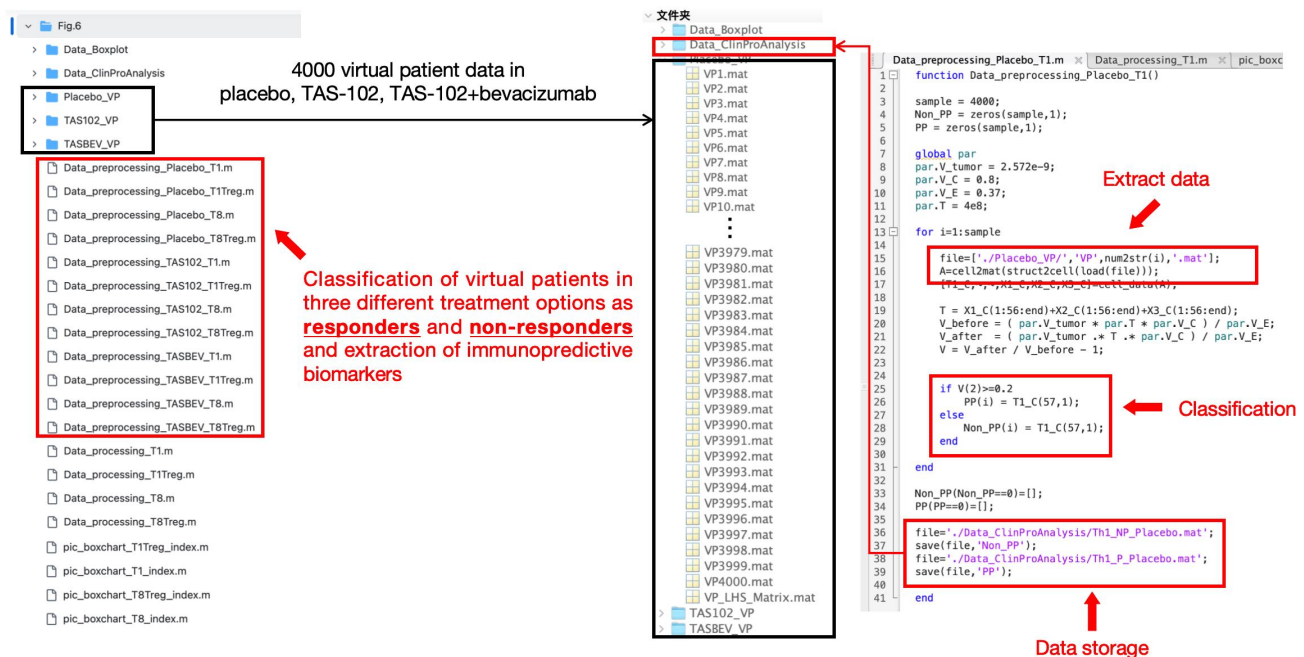 Fig.6
Data_Boxplot
Data_ClinProAnalysis
Placebo_VP
TAS102_VP
TASBEV_VP
Data_preprocessing_Placebo_T1.m
Data_preprocessing_Placebo_T1Treg.m
Data_preprocessing_Placebo_T8.m
Data_preprocessing_Placebo_T8Treg.m
Data_preprocessing_TAS102_T1.m
Data_preprocessing_TAS102_T1Treg.m
Data_preprocessing_TAS102_T8.m
Data_preprocessing_TAS102_T8Treg.m
Data_preprocessing_TASBEV_T1.m
Data_preprocessing_TASBEV_T1Treg.m
Data_preprocessing_TASBEV_T8.m
Data_preprocessing_TASBEV_T8Treg.m
Data_processing_T1.m
Data_processing_T1Treg.m
Data_processing_T8.m
Data_processing_T8Treg.m
pic_boxchart_T1Treg_index.m
pic_boxchart_T1_index.m
pic_boxchart_T8Treg_index.m
pic_boxchart_T8_index.m
4000 virtual patient data in
placebo, TAS-102, TAS-102+bevacizumab
Classification of virtual patients in
three different treatment options as
responders and non-responders
and extraction of immunopredictive
biomarkers
文件夹
Data_Boxplot
Data_ClinProAnalysis
Placebo_VP
VP1.mat
VP2.mat
VP3.mat
VP4.mat
VP5.mat
VP6.mat
VP7.mat
VP8.mat
VP9.mat
VP10.mat
VP3979.mat
VP3980.mat
VP3981.mat
VP3982.mat
VP3983.mat
VP3984.mat
VP3985.mat
VP3986.mat
VP3987.mat
VP3988.mat
VP3989.mat
VP3990.mat
VP3991.mat
VP3992.mat
VP3993.mat
VP3994.mat
VP3995.mat
VP3996.mat
VP3997.mat
VP3998.mat
VP3999.mat
VP4000.mat
VP_LHS_Matrix.mat
TAS102_VP
TASBEV_VP
Data_preprocessing_Placebo_T1.m × Data_processing_T1.m × pic_boxc
1 function Data_preprocessing_Placebo_T1()
2
3 sample = 4000;
4 Non_PP = zeros(sample,1);
5 PP = zeros(sample,1);
6
7 global par
8 par.V_tumor = 2.572e-9;
9 par.V_C = 0.8;
10 par.V_E = 0.37;
11 par.T = 4e8;
12
13 for i=1:sample
14
15 file=['./Placebo_VP/','VP',num2str(i),'.mat'];
16 A=cell2mat(struct2cell(load(file)));
17 [T1_C,~,~,X1_C,X2_C,X3_C]=cell_data(A);
18
19 T = X1_C(1:56:end)+X2_C(1:56:end)+X3_C(1:56:end);
20 V_before = ( par.V_tumor * par.T * par.V_C ) / par.V_E;
21 V_after = ( par.V_tumor .* T .* par.V_C ) / par.V_E;
22 V = V_after / V_before - 1;
23
24
25 if V(2)>=0.2
26 PP(i) = T1_C(57,1);
27 else
28 Non_PP(i) = T1_C(57,1);
29 end
30
31 end
32
33 Non_PP(Non_PP==0)=[];
34 PP(PP==0)=[];
35
36 file='./Data_ClinProAnalysis/Th1_NP_Placebo.mat';
37 save(file,'Non_PP');
38 file='./Data_ClinProAnalysis/Th1_P_Placebo.mat';
39 save(file,'PP');
40
41 end
Extract data
Classification
Data storage